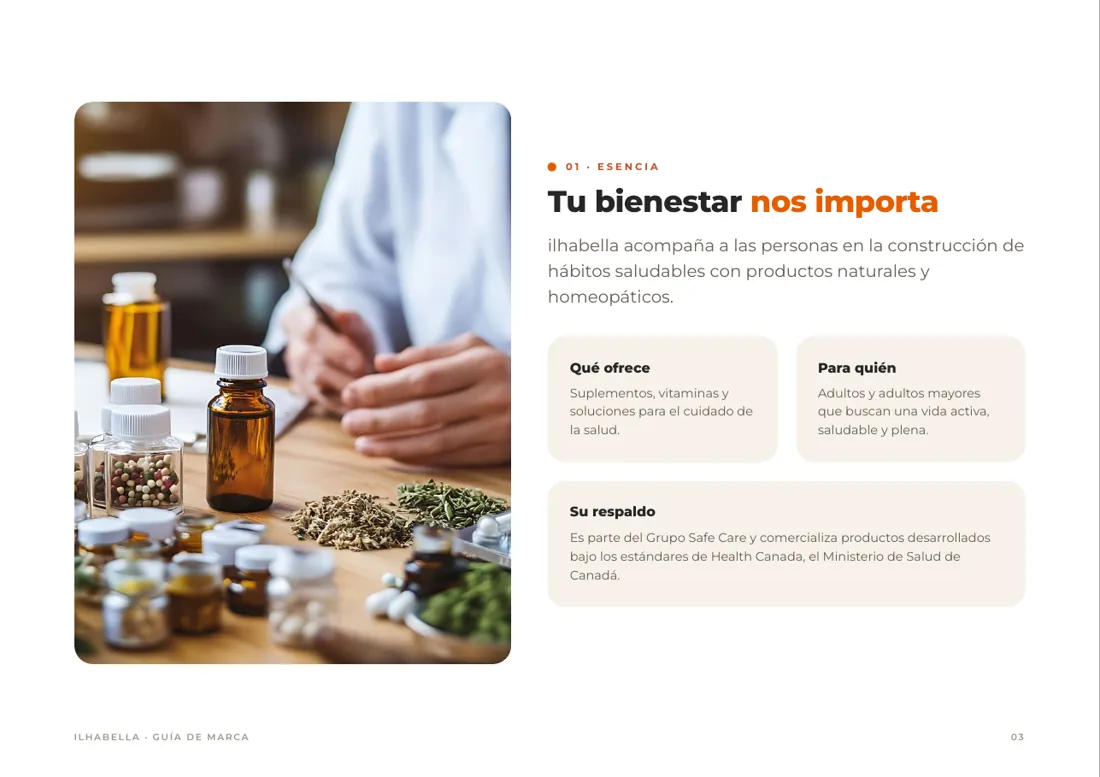 01 · ESENCIA
Tu bienestar nos importa
ilhabella acompaña a las personas en la construcción de
hábitos saludables con productos naturales y
homeopáticos.
Qué ofrece
Suplementos, vitaminas y
soluciones para el cuidado de
la salud.
Para quién
Adultos y adultos mayores
que buscan una vida activa,
saludable y plena.
Su respaldo
Es parte del Grupo Safe Care y comercializa productos desarrollados
bajo los estándares de Health Canada, el Ministerio de Salud de
Canadá.
ILHABELLA · GUÍA DE MARCA
03